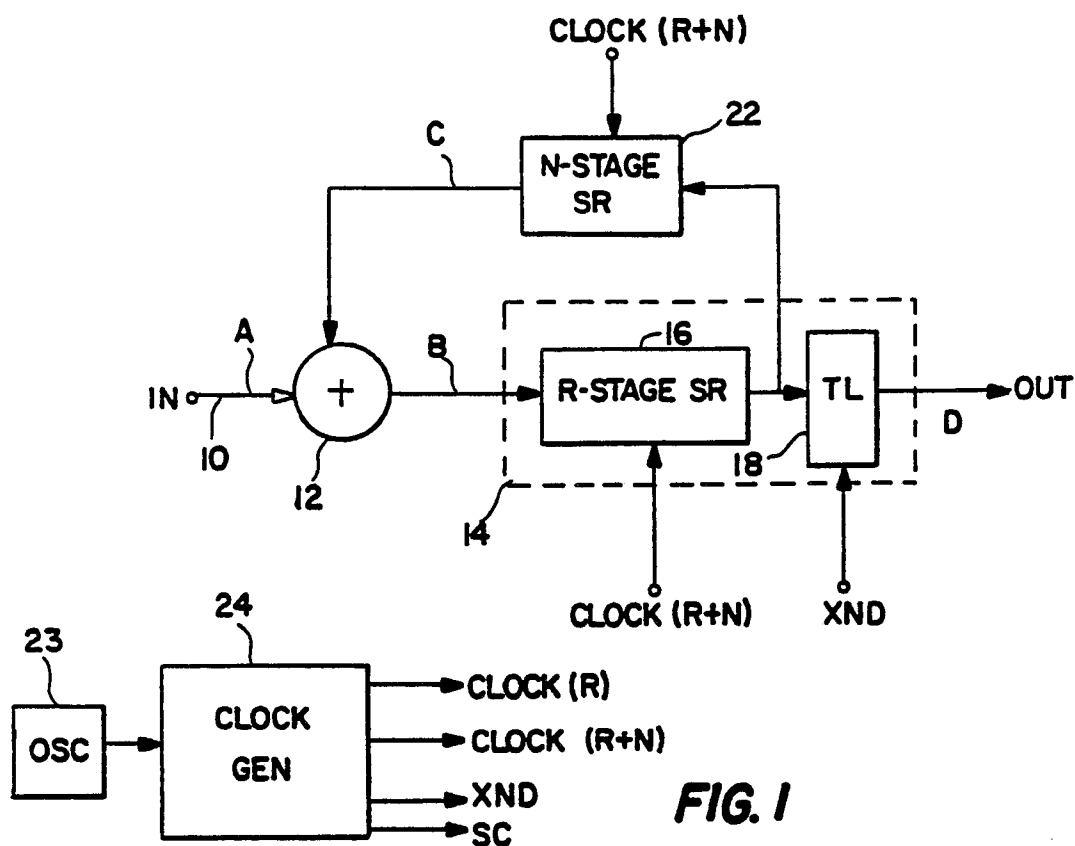 CLOCK (R+N)
22
C
N-STAGE
SR
A
B
16
IN
+
R-STAGE SR
TL
OUT
10
D
12
18
14
CLOCK (R+N)
XND
24
23
CLOCK (R)
OSC
CLOCK
GEN
CLOCK (R+N)
XND
SC
FIG. 1